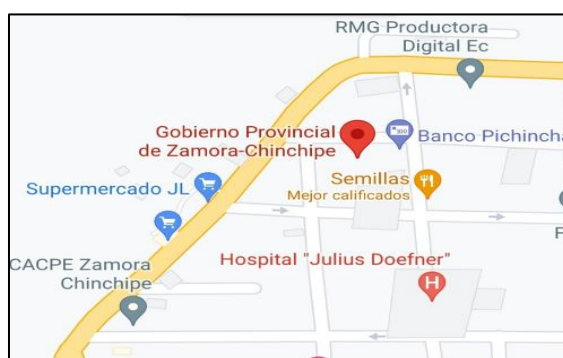 RMG Productora
Digital Ec
Gobierno Provincial
de Zamora-Chinchipe
Banco Pichincha
Semillas
Mejor calificados
Supermercado JL
Hospital "Julius Doefner"
H
CACPE Zamora
Chinchipe
F